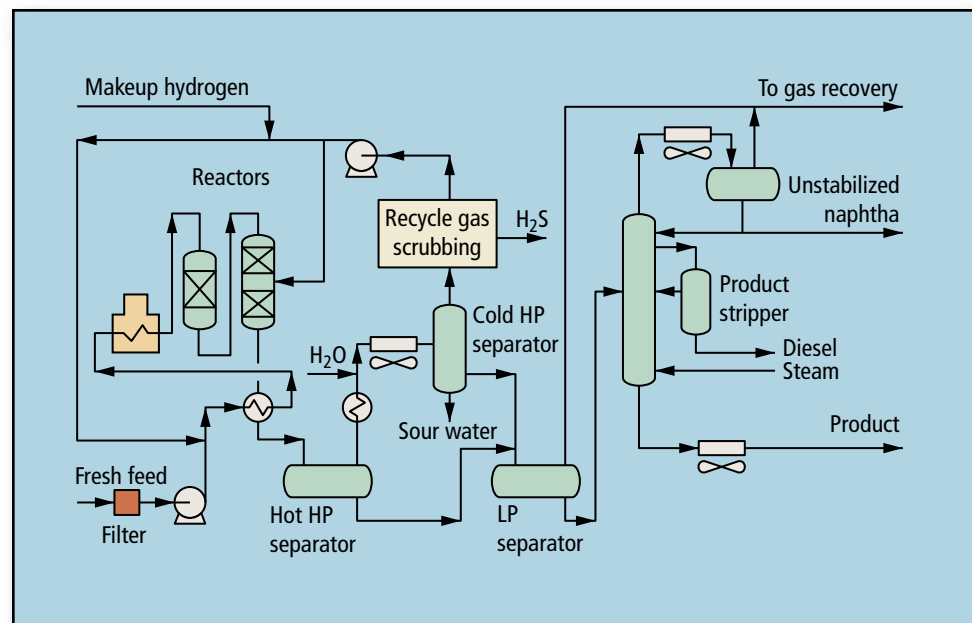 Makeup hydrogen
To gas recovery
Reactors
Unstabilized
naphtha
Recycle gas
scrubbing
H₂S
Product
stripper
Cold HP
separator
H₂O
Diesel
Steam
Sour water
Product
Fresh feed
Filter
Hot HP
separator
LP
separator